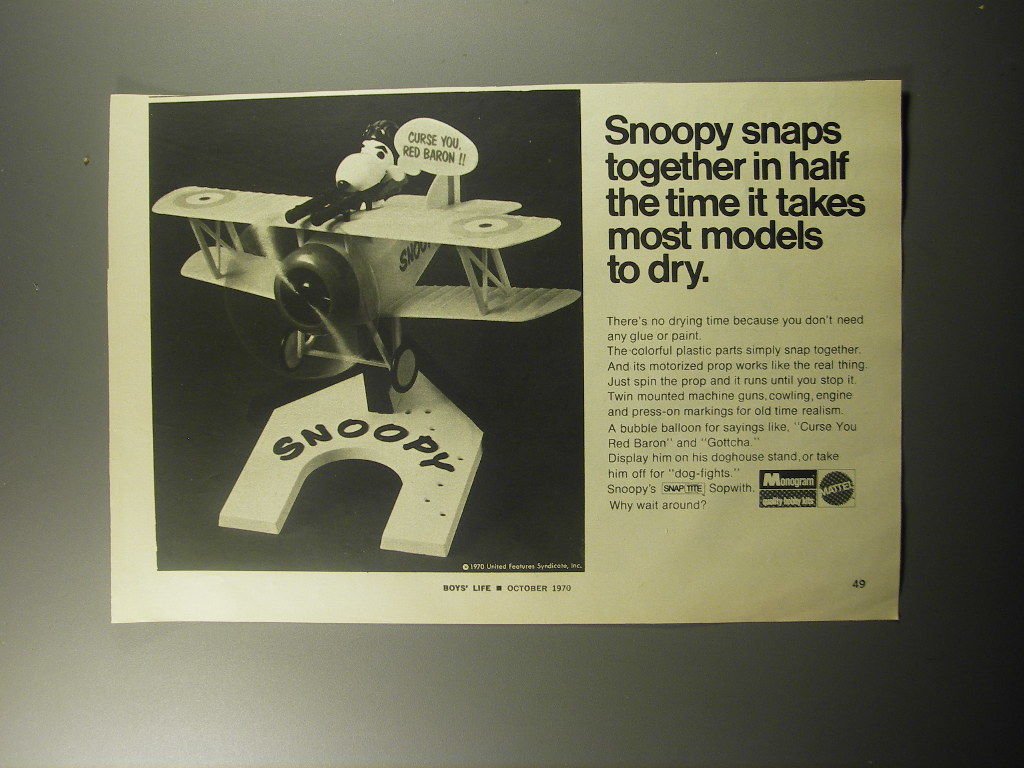 CURSE YOU,
RED BARON !!
SNOOPY
© 1970 United Features Syndicate, Inc.
Snoopy snaps
together in half
the time it takes
most models
to dry.
There's no drying time because you don't need
any glue or paint.
The colorful plastic parts simply snap together.
And its motorized prop works like the real thing.
Just spin the prop and it runs until you stop it.
Twin mounted machine guns, cowling, engine
and press-on markings for old time realism.
A bubble balloon for sayings like, "Curse You
Red Baron" and "Gottcha."
Display him on his doghouse stand, or take
him off for "dog-fights."
Snoopy's SNAP TITE Sopwith.
Why wait around?
Monogram
quality hobby kits
MATTEL
BOYS' LIFE ■ OCTOBER 1970
49